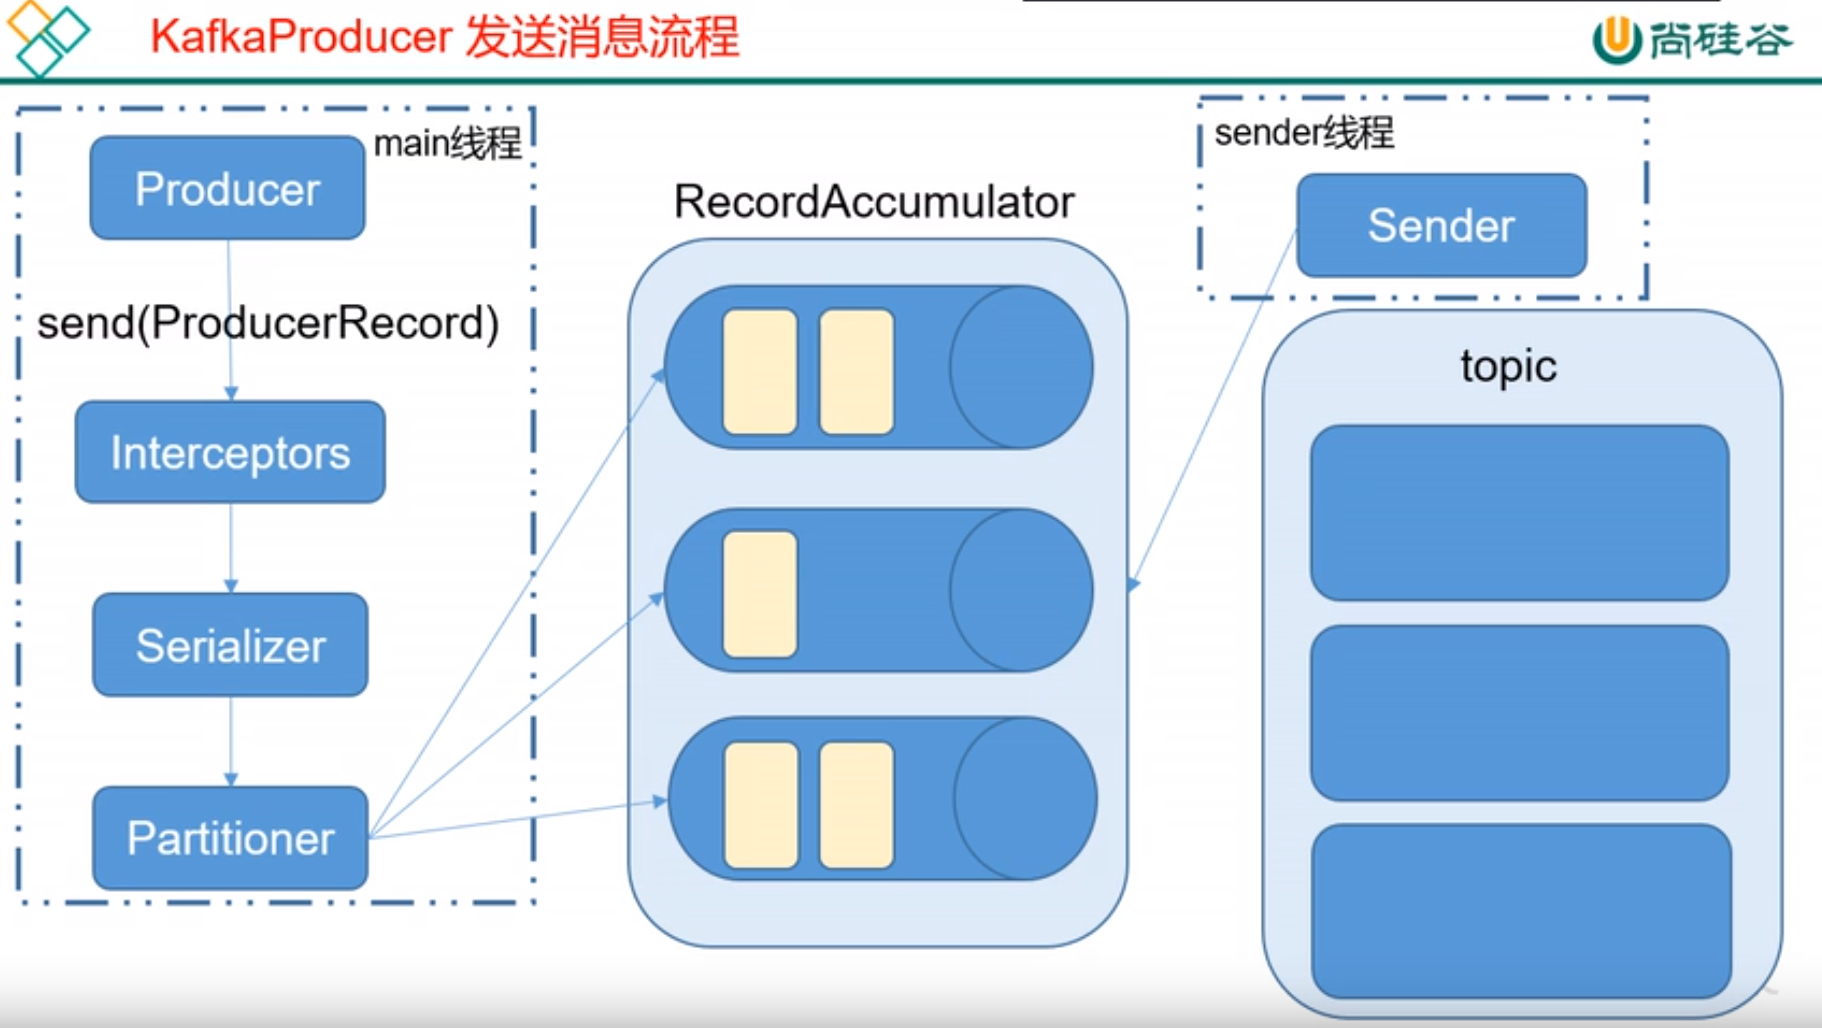 KafkaProducer 发送消息流程
尚硅谷
main线程
Producer
send(ProducerRecord)
Interceptors
Serializer
Partitioner
RecordAccumulator
sender线程
Sender
topic